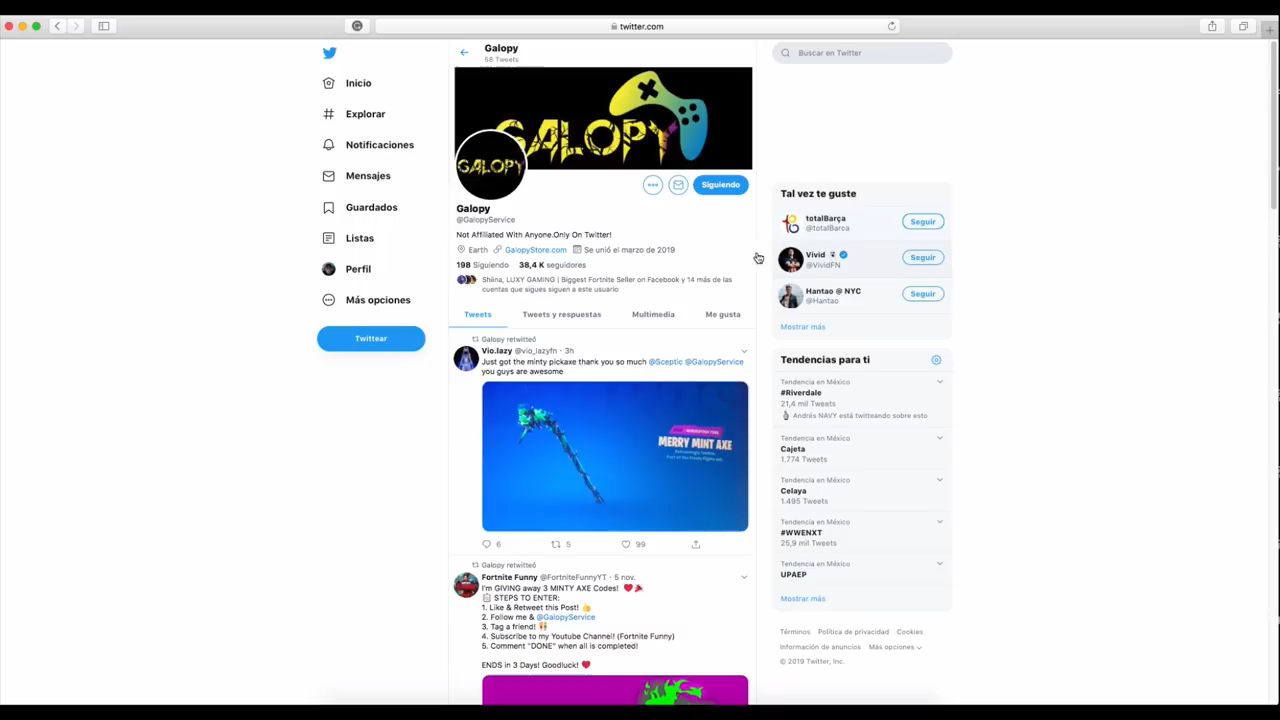 twitter.com
Galopy
58 Tweets
Buscar en Twitter
Inicio
Explorar
Notificaciones
Mensajes
Guardados
Listas
Perfil
Más opciones
Twittear
GALOPY
GALOPY
Siguiendo
Galopy
@GalopyService
Not Affiliated With Anyone.Only On Twitter!
Earth GalopyStore.com Se unió el marzo de 2019
198 Siguiendo 38,4 K seguidores
Shiina, LUXY GAMING | Biggest Fortnite Seller on Facebook y 14 más de las
cuentas que sigues siguen a este usuario
Tweets Tweets y respuestas Multimedia Me gusta
Galopy retwitteó
Vio.lazy @vio_lazyfn · 3h
Just got the minty pickaxe thank you so much @Sceptic @GalopyService
you guys are awesome
MERRY MINT AXE
6 5 99
Galopy retwitteó
Fortnite Funny @FortniteFunnyYT · 5 nov.
I'm GIVING away 3 MINTY AXE Codes!
STEPS TO ENTER:
1. Like & Retweet this Post!
2. Follow me & @GalopyService
3. Tag a friend!
4. Subscribe to my Youtube Channel! (Fortnite Funny)
5. Comment "DONE" when all is completed!
ENDS in 3 Days! Goodluck!
Tal vez te guste
totalBarça
@totalBarca
Seguir
Vivid
@VividFN
Seguir
Hantao @ NYC
@Hantao
Seguir
Mostrar más
Tendencias para ti
Tendencia en México
#Riverdale
21,4 mil Tweets
Andrés NAVY está twitteando sobre esto
Tendencia en México
Cajeta
1.774 Tweets
Tendencia en México
Celaya
1.495 Tweets
Tendencia en México
#WWENXT
25,9 mil Tweets
Tendencia en México
UPAEP
Mostrar más
Términos Política de privacidad Cookies
Información de anuncios Más opciones
© 2019 Twitter, Inc.